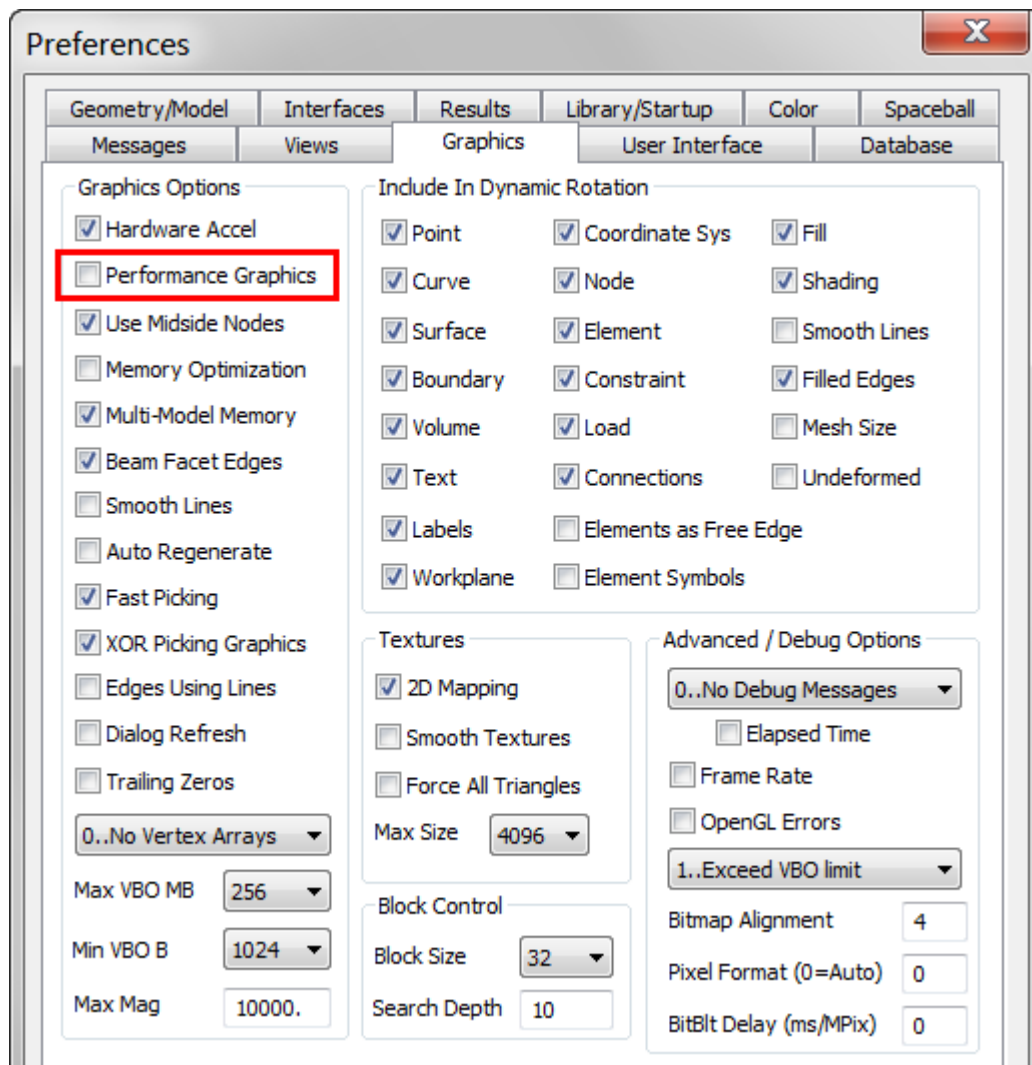 Preferences
X
Geometry/Model Interfaces Results Library/Startup Color Spaceball
Messages Views Graphics User Interface Database
Graphics Options
Hardware Accel
Performance Graphics
Use Midside Nodes
Memory Optimization
Multi-Model Memory
Beam Facet Edges
Smooth Lines
Auto Regenerate
Fast Picking
XOR Picking Graphics
Edges Using Lines
Dialog Refresh
Trailing Zeros
0..No Vertex Arrays
Max VBO MB 256
Min VBO B 1024
Max Mag 10000.
Include In Dynamic Rotation
Point Coordinate Sys Fill
Curve Node Shading
Surface Element Smooth Lines
Boundary Constraint Filled Edges
Volume Load Mesh Size
Text Connections Undeformed
Labels Elements as Free Edge
Workplane Element Symbols
Textures
2D Mapping
Smooth Textures
Force All Triangles
Max Size 4096
Block Control
Block Size 32
Search Depth 10
Advanced / Debug Options
0..No Debug Messages
Elapsed Time
Frame Rate
OpenGL Errors
1..Exceed VBO limit
Bitmap Alignment 4
Pixel Format (0=Auto) 0
BitBlt Delay (ms/MPix) 0